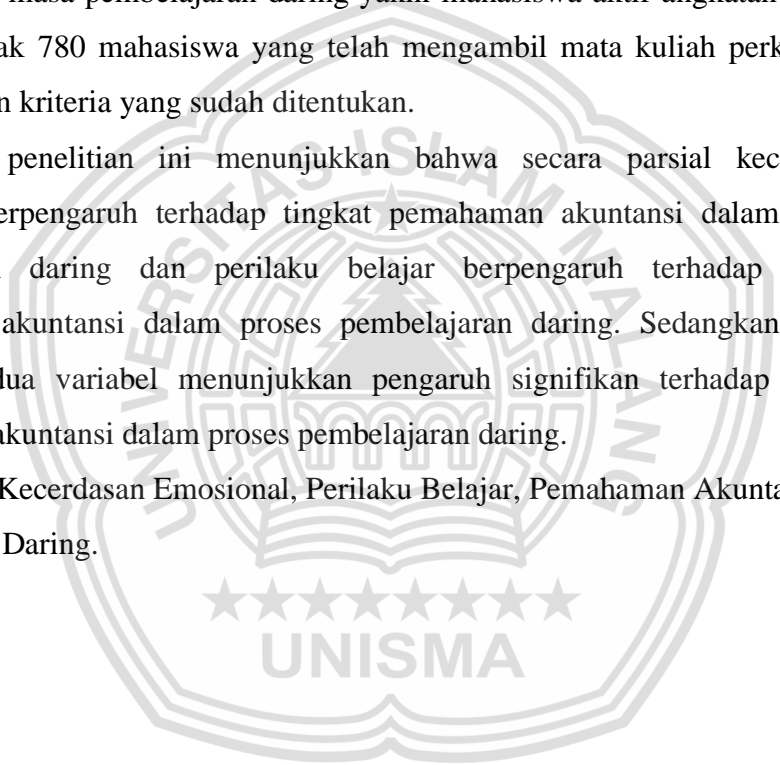 masa pembelajaran daring yakni mahasiswa aktif angkatan
ak 780 mahasiswa yang telah mengambil mata kuliah perk
n kriteria yang sudah ditentukan.
penelitian ini menunjukkan bahwa secara parsial kec
erpengaruh terhadap tingkat pemahaman akuntansi dalam
daring dan perilaku belajar berpengaruh terhadap
akuntansi dalam proses pembelajaran daring. Sedangkan
dua variabel menunjukkan pengaruh signifikan terhadap
akuntansi dalam proses pembelajaran daring.
Kecerdasan Emosional, Perilaku Belajar, Pemahaman Akunta
Daring.
UNIVERSITAS ISLAM MALANG
UNISMA